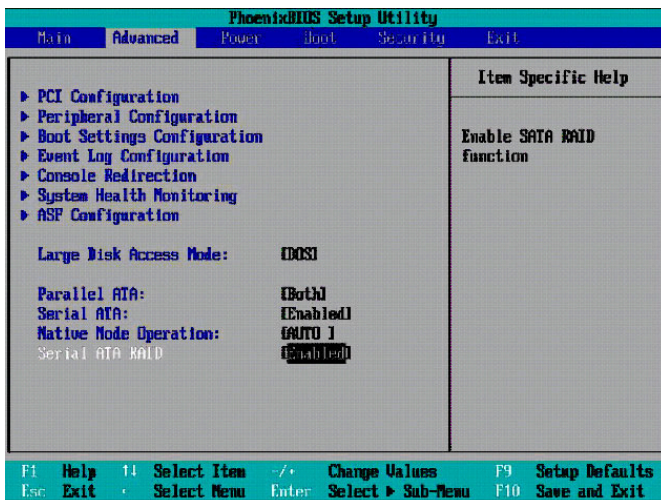 PhoenixBIOS Setup Utility
Main Advanced Power Boot Security Exit
Item Specific Help
▶ PCI Configuration
▶ Peripheral Configuration
▶ Boot Settings Configuration
▶ Event Log Configuration
▶ Console Redirection
▶ System Health Monitoring
▶ ASF Configuration
Large Disk Access Mode: [DOS]
Parallel ATA: [Both]
Serial ATA: [Enabled]
Native Mode Operation: [AUTO ]
Serial ATA RAID [Enabled]
Enable SATA RAID
function
F1 Help ↑↓ Select Item -/+ Change Values F9 Setup Defaults
Esc Exit Select Menu Enter Select ▶ Sub-Menu F10 Save and Exit